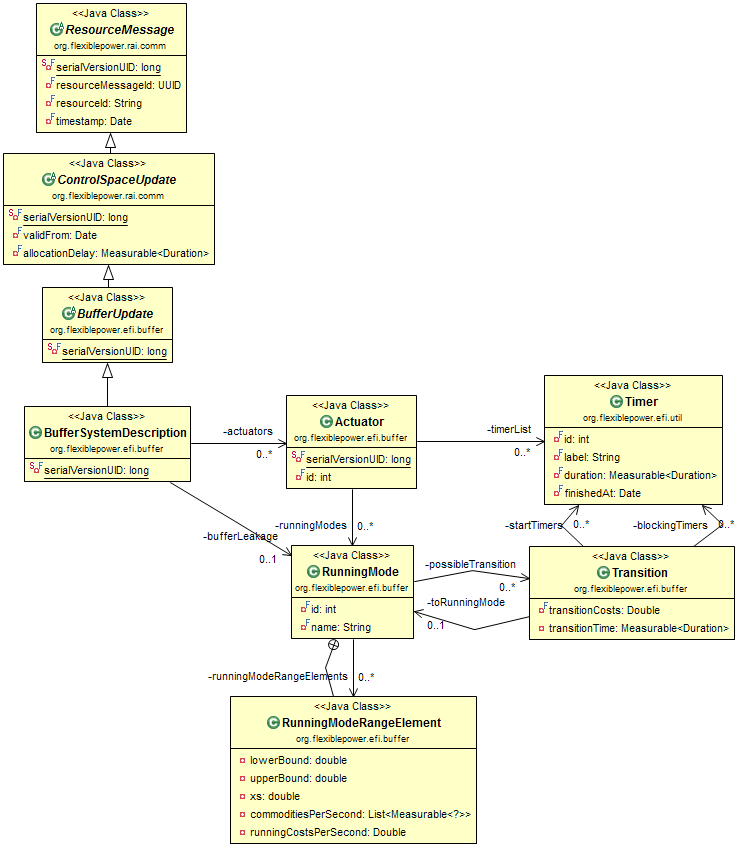 <<Java Class>>
ResourceMessage
org.flexiblepower.rai.comm
serialVersionUID: long
resourceMessageId: UUID
resourceId: String
timestamp: Date
<<Java Class>>
ControlSpaceUpdate
org.flexiblepower.rai.comm
serialVersionUID: long
validFrom: Date
allocationDelay: Measurable<Duration>
<<Java Class>>
BufferUpdate
org.flexiblepower.efi.buffer
serialVersionUID: long
<<Java Class>>
BufferSystemDescription
org.flexiblepower.efi.buffer
serialVersionUID: long
-actuators
0..*
<<Java Class>>
Actuator
org.flexiblepower.efi.buffer
serialVersionUID: long
id: int
-timerList
0..*
<<Java Class>>
Timer
org.flexiblepower.efi.util
id: int
label: String
duration: Measurable<Duration>
finishedAt: Date
-bufferLeakage
0..1
-runningModes
0..*
-startTimers
0..*
-blockingTimers
0..*
<<Java Class>>
RunningMode
org.flexiblepower.efi.buffer
id: int
name: String
-possibleTransition
0..*
-toRunningMode
0..1
<<Java Class>>
Transition
org.flexiblepower.efi.buffer
transitionCosts: Double
transitionTime: Measurable<Duration>
-runningModeRangeElements
0..*
<<Java Class>>
RunningModeRangeElement
org.flexiblepower.efi.buffer
lowerBound: double
upperBound: double
xs: double
commoditiesPerSecond: List<Measurable<?>>
runningCostsPerSecond: Double